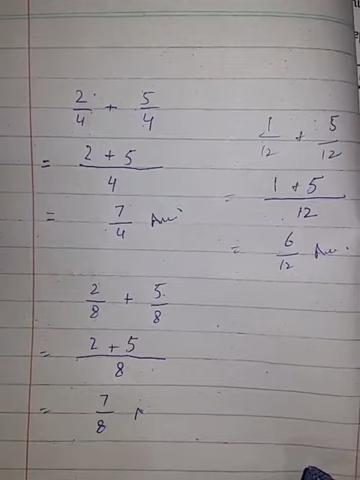 2/4 + 5/4
= 2 + 5/4
= 7/4 Ans
2/8 + 5/8
= 2 + 5/8
= 7/8
1/12 + 5/12
= 1 + 5/12
= 6/12 Ans